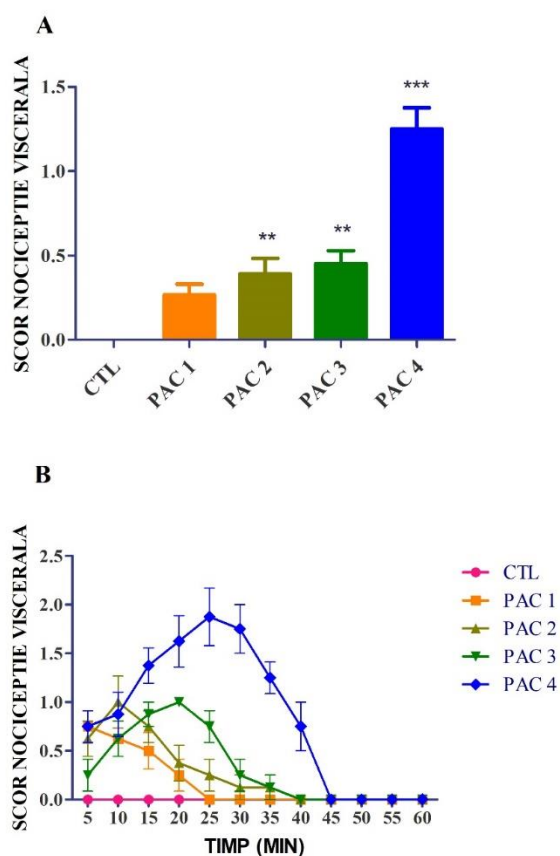 A
SCOR NOCICEPTIE VISCERALA
1.5
1.0
0.5
0.0
**
**
***
CTL
PAC 1
PAC 2
PAC 3
PAC 4
B
SCOR NOCICEPTIE VISCERALA
2.5
2.0
1.5
1.0
0.5
0.0
5 10 15 20 25 30 35 40 45 50 55 60
TIMP (MIN)
CTL
PAC 1
PAC 2
PAC 3
PAC 4